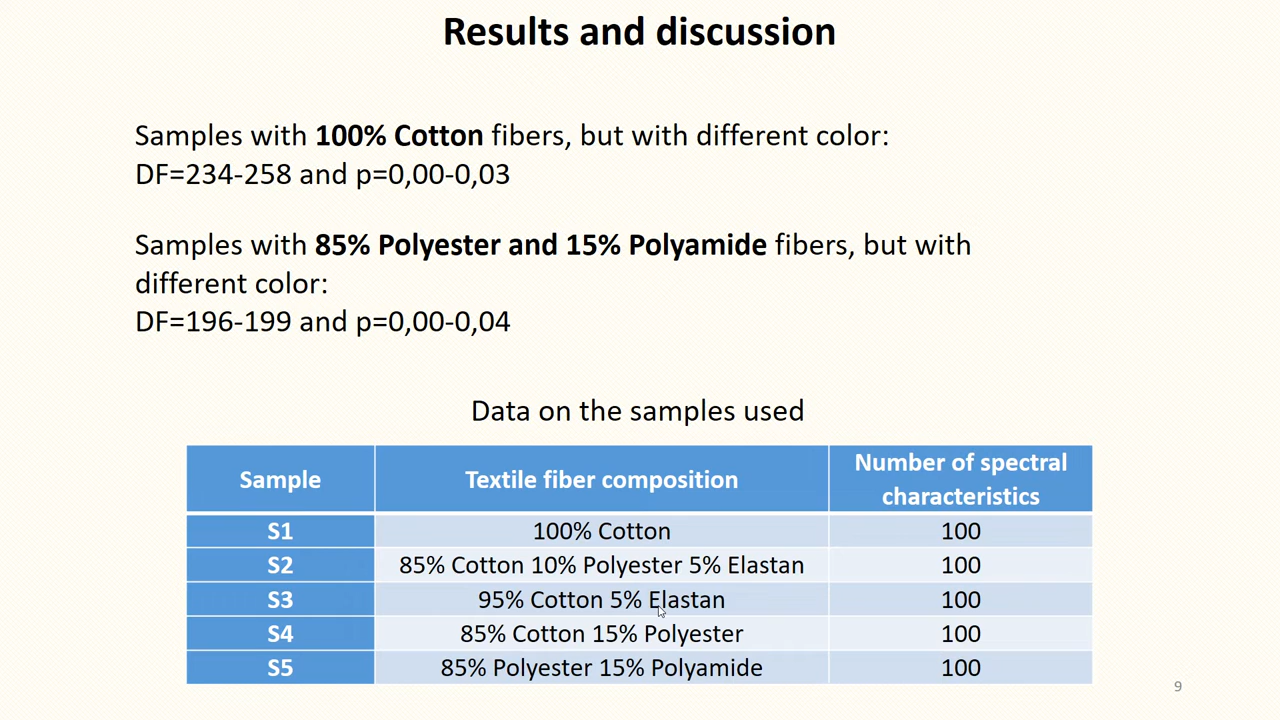 Results and discussion
Samples with 100% Cotton fibers, but with different color:
DF=234-258 and p=0,00-0,03
Samples with 85% Polyester and 15% Polyamide fibers, but with
different color:
DF=196-199 and p=0,00-0,04
Data on the samples used
Sample Textile fiber composition Number of spectral
characteristics
S1 100% Cotton 100
S2 85% Cotton 10% Polyester 5% Elastan 100
S3 95% Cotton 5% Elastan 100
S4 85% Cotton 15% Polyester 100
S5 85% Polyester 15% Polyamide 100
9